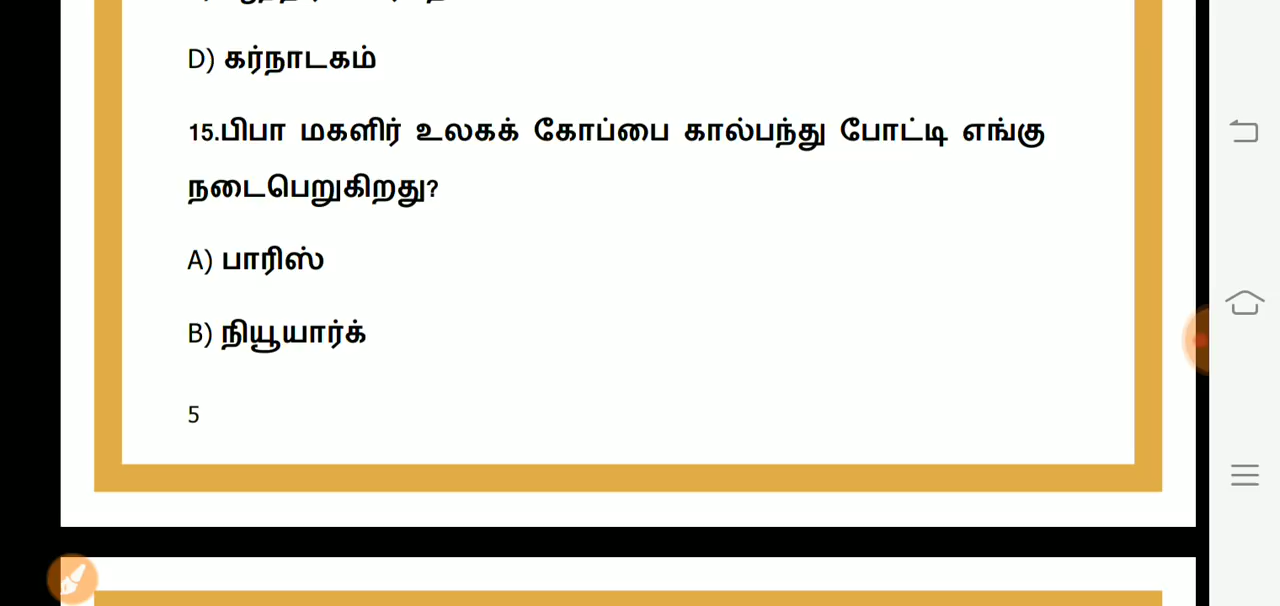 D) கர்நாடகம்
15.பிபா மகளிர் உலகக் கோப்பை கால்பந்து போட்டி எங்கு
நடைபெறுகிறது?
A) பாரிஸ்
B) நியூயார்க்
5